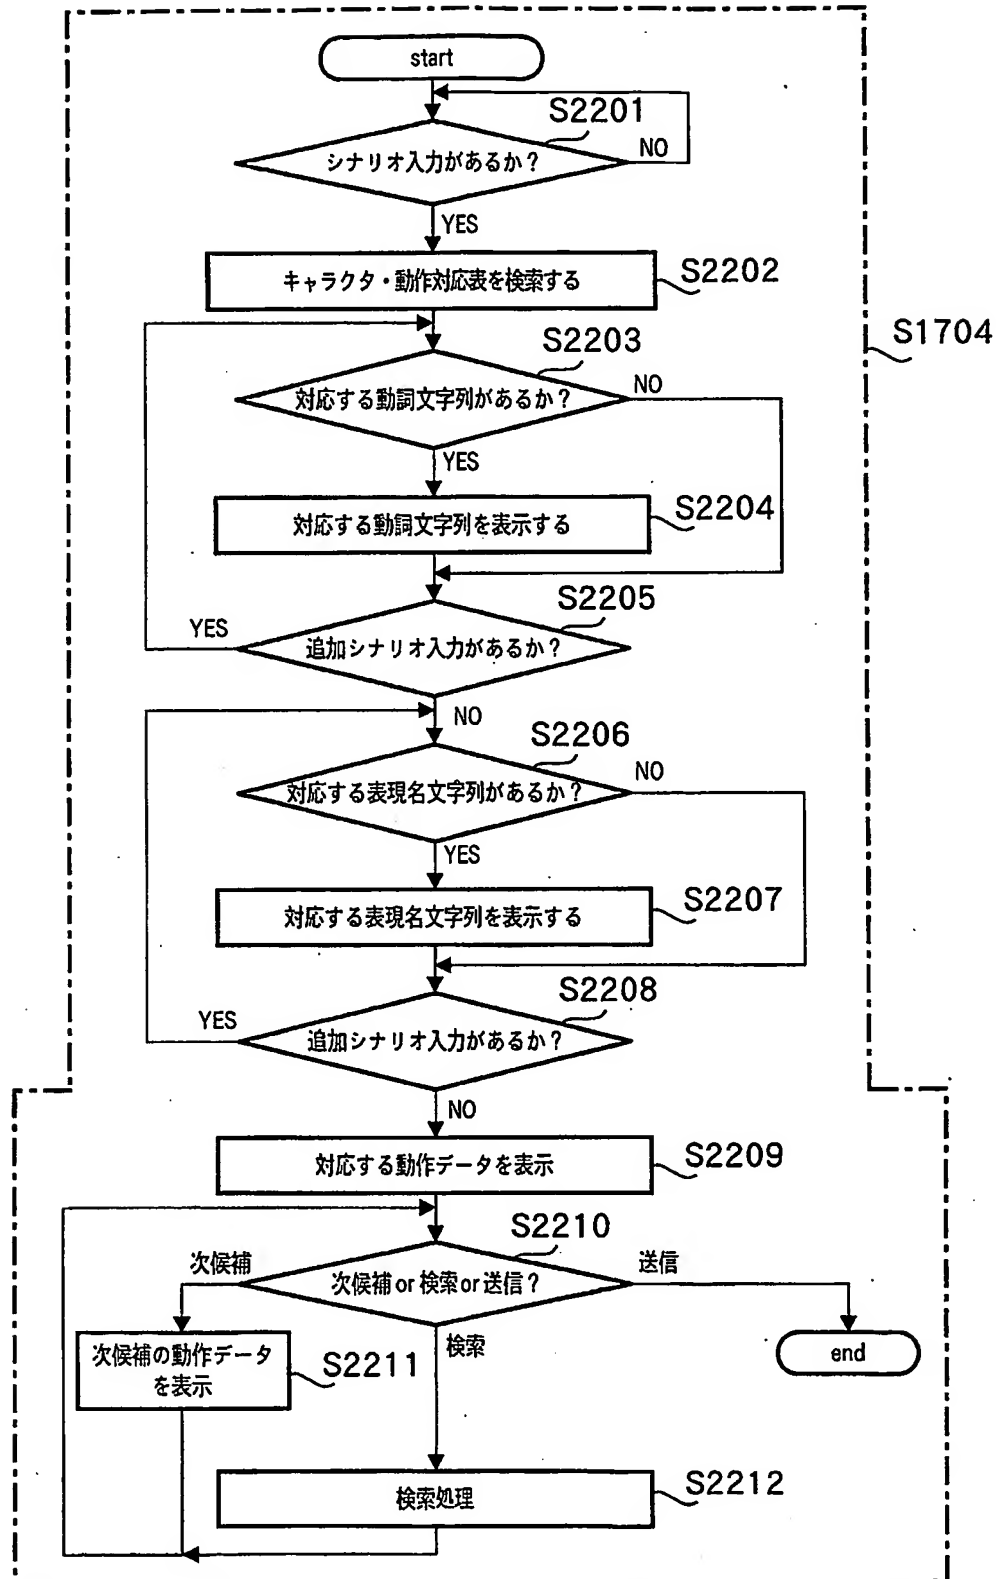 start
S2201
シナリオ入力があるか？
NO
YES
キャラクタ・動作対応表を検索する
S2202
S1704
S2203
対応する動詞文字列があるか？
NO
YES
対応する動詞文字列を表示する
S2204
S2205
YES
追加シナリオ入力があるか？
NO
S2206
対応する表現名文字列があるか？
NO
YES
対応する表現名文字列を表示する
S2207
S2208
YES
追加シナリオ入力があるか？
NO
対応する動作データを表示
S2209
S2210
次候補
次候補or検索or送信？
送信
検索
次候補の動作データ
を表示
S2211
end
検索処理
S2212